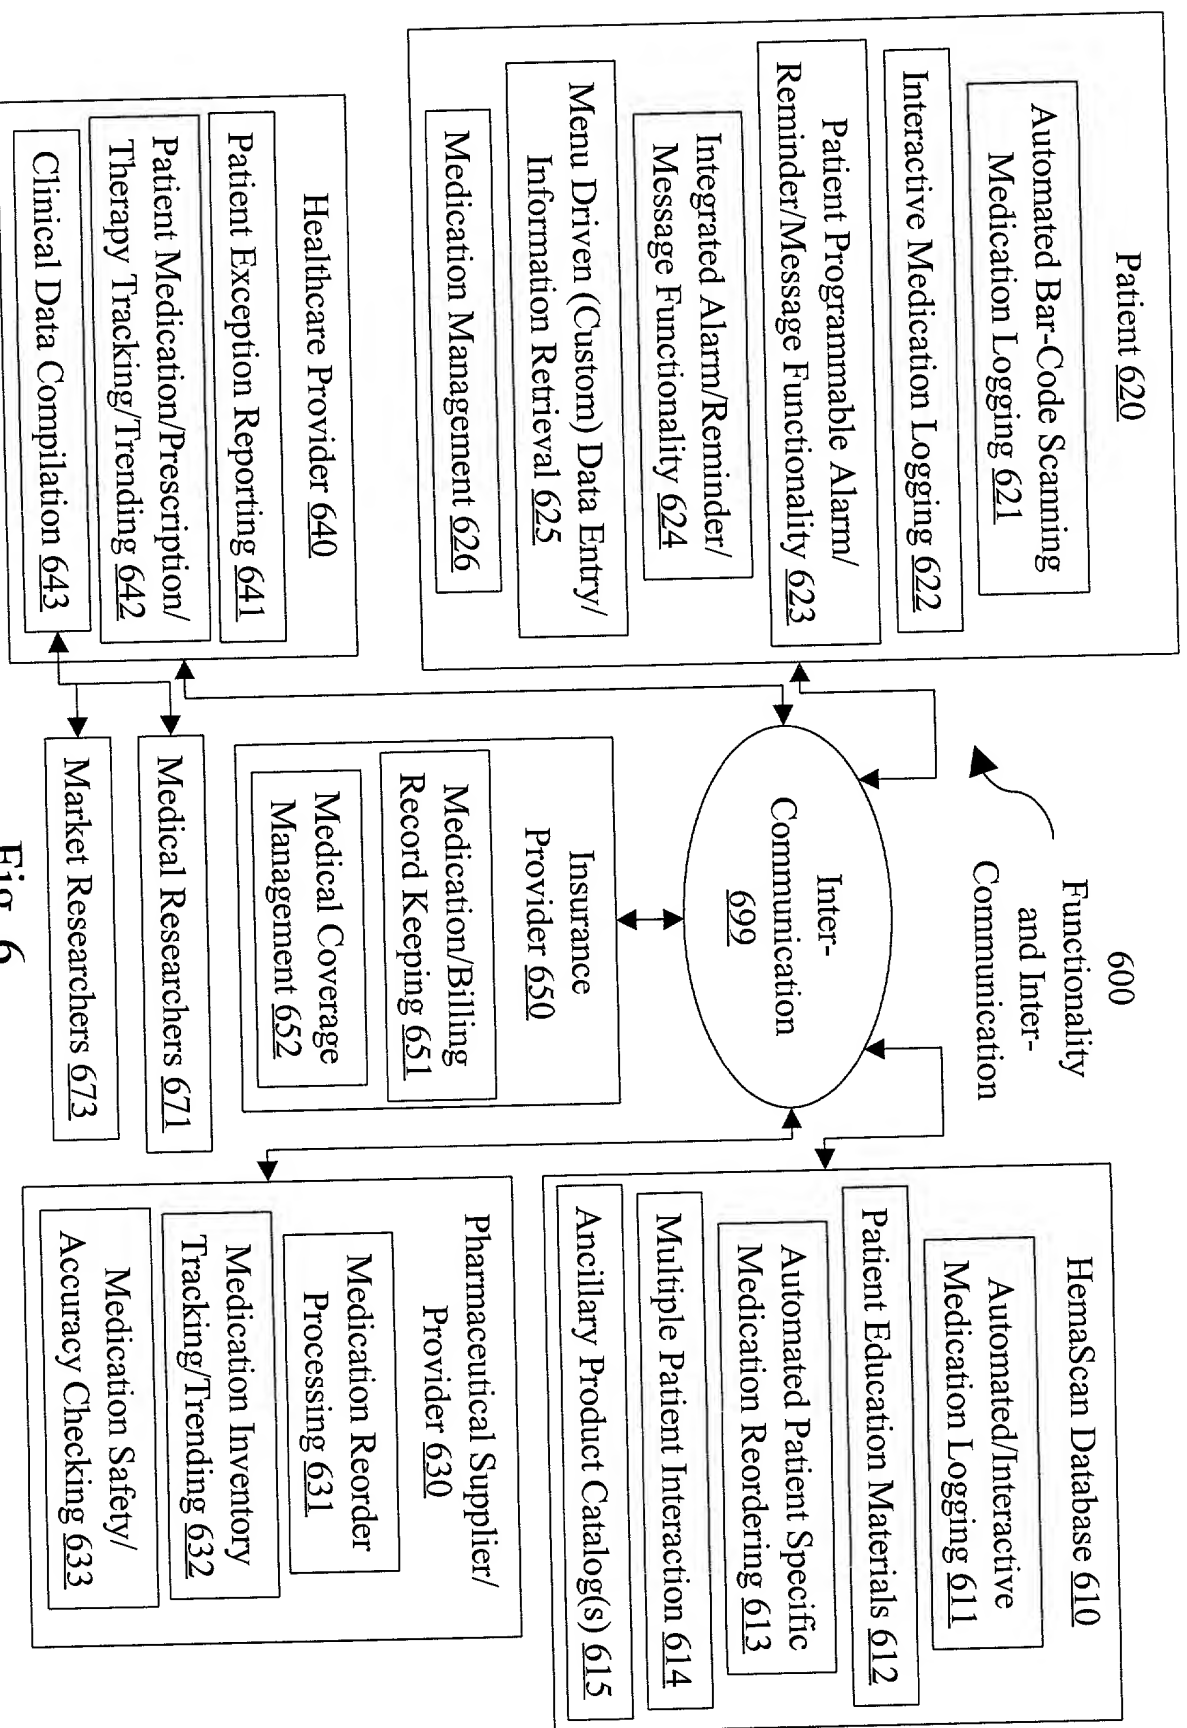 600
Functionality
and Inter-
Communication
Patient 620
Automated Bar-Code Scanning
Medication Logging 621
Interactive Medication Logging 622
Patient Programmable Alarm/
Reminder/Message Functionality 623
Integrated Alarm/Reminder/
Message Functionality 624
Menu Driven (Custom) Data Entry/
Information Retrieval 625
Medication Management 626
Healthcare Provider 640
Patient Exception Reporting 641
Patient Medication/Prescription/
Therapy Tracking/Trending 642
Clinical Data Compilation 643
Inter-
Communication
699
Insurance
Provider 650
Medication/Billing
Record Keeping 651
Medical Coverage
Management 652
Medical Researchers 671
Market Researchers 673
HemaScan Database 610
Automated/Interactive
Medication Logging 611
Patient Education Materials 612
Automated Patient Specific
Medication Reordering 613
Multiple Patient Interaction 614
Ancillary Product Catalog(s) 615
Pharmaceutical Supplier/
Provider 630
Medication Reorder
Processing 631
Medication Inventory
Tracking/Trending 632
Medication Safety/
Accuracy Checking 633
Fig. 6